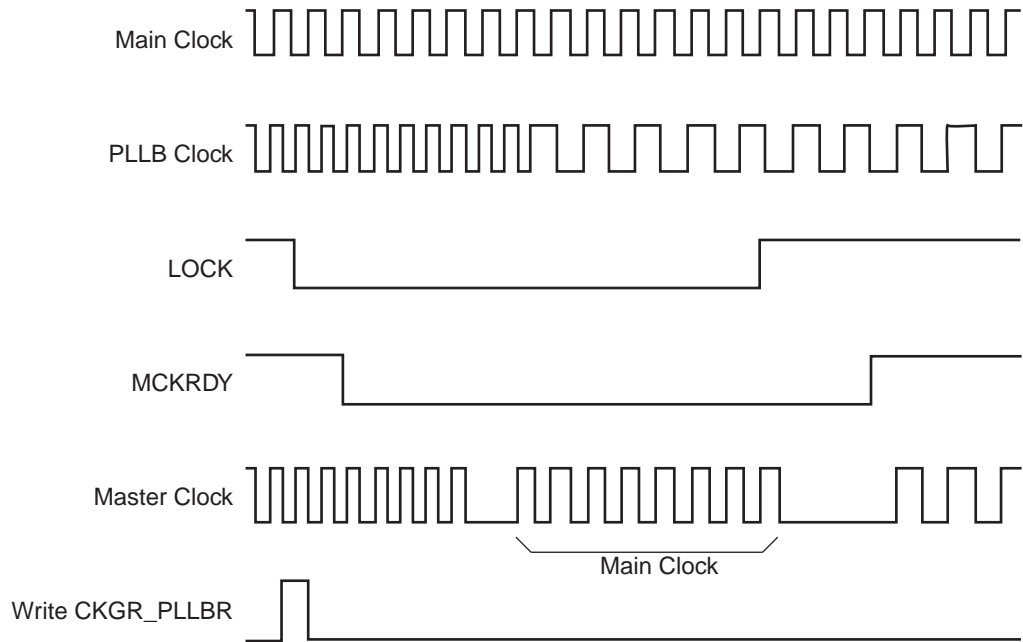 Main Clock
PLLB Clock
LOCK
MCKRDY
Master Clock
Main Clock
Write CKGR_PLLBR